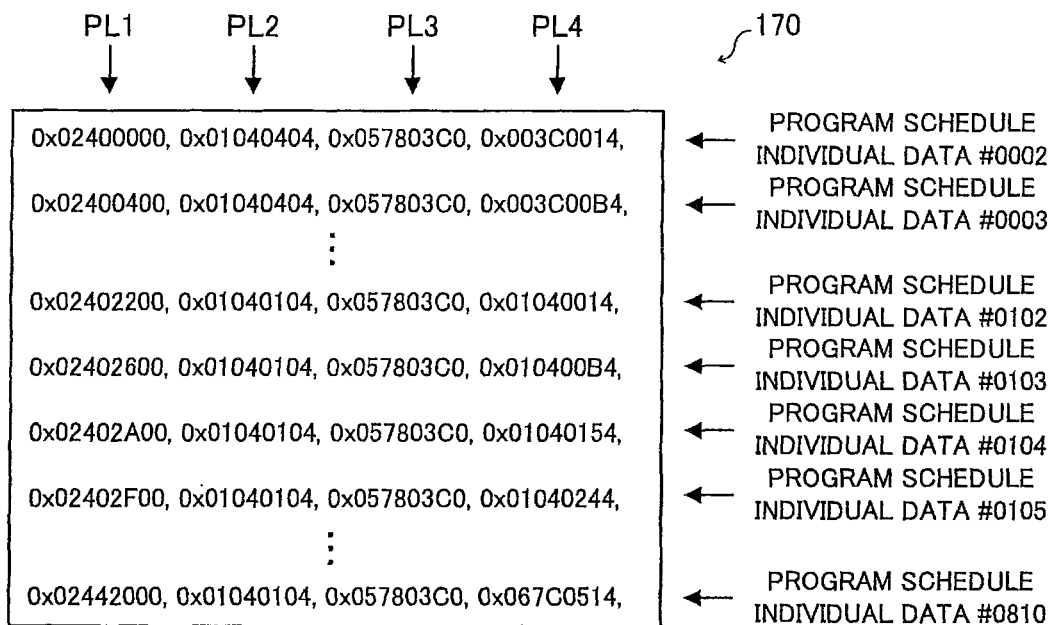 PL1 PL2 PL3 PL4 170
0x02400000, 0x01040404, 0x057803C0, 0x003C0014,
PROGRAM SCHEDULE
INDIVIDUAL DATA #0002
0x02400400, 0x01040404, 0x057803C0, 0x003C00B4,
PROGRAM SCHEDULE
INDIVIDUAL DATA #0003
0x02402200, 0x01040104, 0x057803C0, 0x01040014,
PROGRAM SCHEDULE
INDIVIDUAL DATA #0102
0x02402600, 0x01040104, 0x057803C0, 0x010400B4,
PROGRAM SCHEDULE
INDIVIDUAL DATA #0103
0x02402A00, 0x01040104, 0x057803C0, 0x01040154,
PROGRAM SCHEDULE
INDIVIDUAL DATA #0104
0x02402F00, 0x01040104, 0x057803C0, 0x01040244,
PROGRAM SCHEDULE
INDIVIDUAL DATA #0105
0x02442000, 0x01040104, 0x057803C0, 0x067C0514,
PROGRAM SCHEDULE
INDIVIDUAL DATA #0810